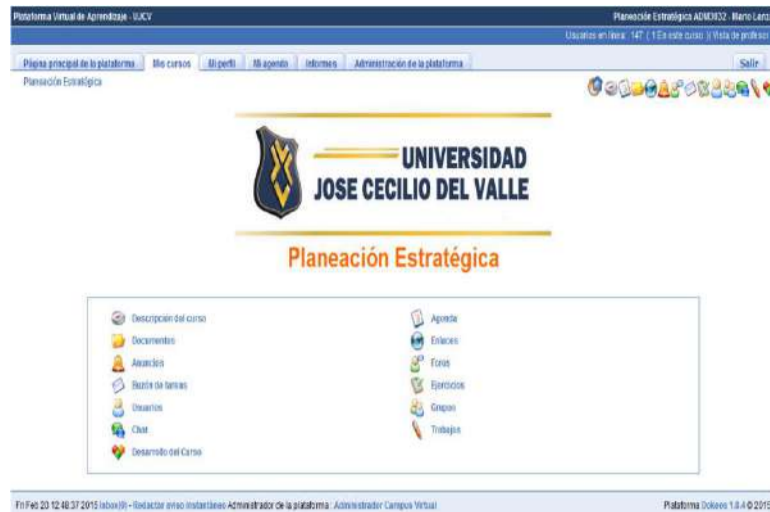 Plataforma Virtual de Aprendizaje - UJCV
Planeación Estratégica ADM3032 - Mario Lanza
Usuarios en línea: 147 ( 1 En este curso ) Vista de profesor
Página principal de la plataforma Mis cursos Mi perfil Mi agenda Informes Administración de la plataforma Salir
Planeación Estratégica
UNIVERSIDAD
JOSE CECILIO DEL VALLE
Planeación Estratégica
Descripción del curso
Documentos
Anuncios
Buzón de tareas
Usuarios
Chat
Desarrollo del Curso
Agenda
Enlaces
Foros
Ejercicios
Grupos
Trabajos
Fri Feb 20 12:48:37 2015 Inbox(9) - Redactar aviso instantáneo Administrador de la plataforma : Administrador Campus Virtual
Plataforma Dokeos 1.8.4 © 2015